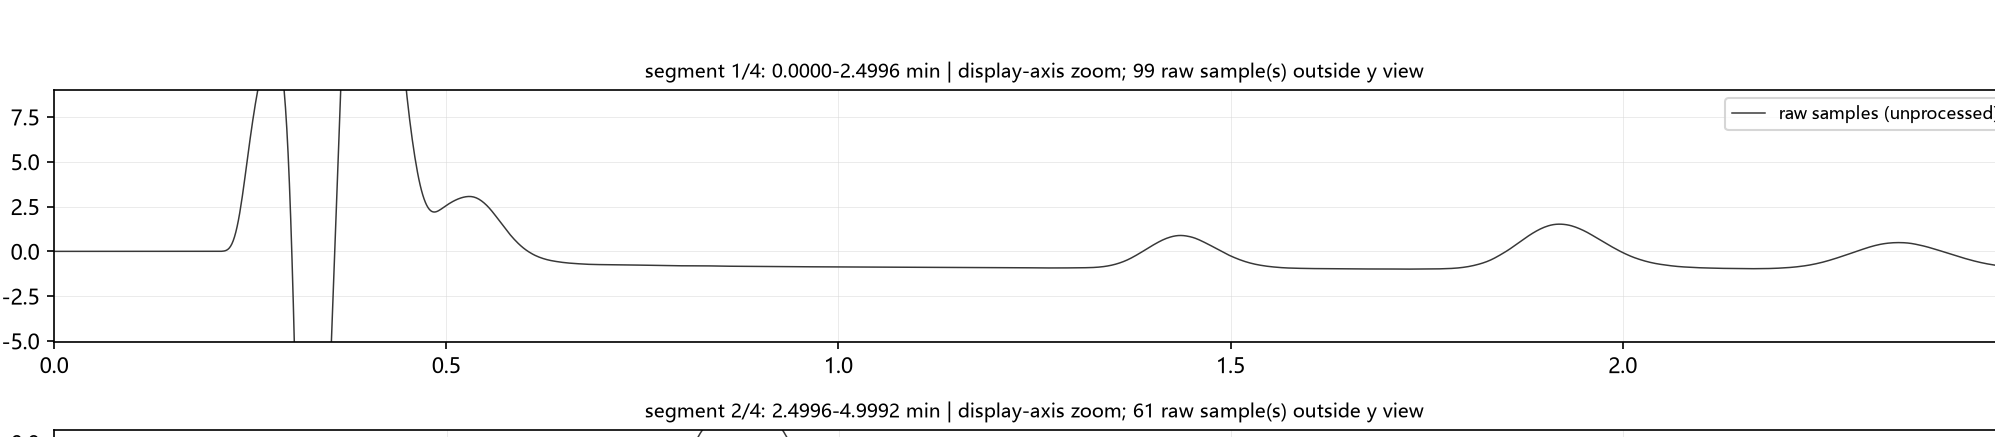 segment 1/4: 0.0000-2.4996 min | display-axis zoom; 99 raw sample(s) outside y view
raw samples (unprocessed)
7.5
5.0
2.5
0.0
-2.5
-5.0
0.0 0.5 1.0 1.5 2.0
segment 2/4: 2.4996-4.9992 min | display-axis zoom; 61 raw sample(s) outside y view